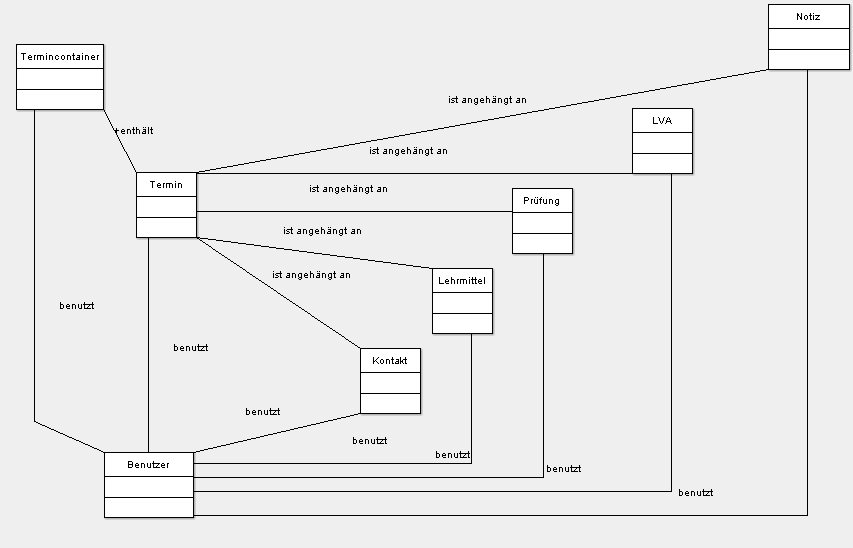 Notiz
Termincontainer
ist angehängt an
LVA
+enthält
ist angehängt an
Termin
ist angehängt an
Prüfung
ist angehängt an
ist angehängt an
Lehrmittel
benutzt
benutzt
Kontakt
benutzt
benutzt
benutzt
Benutzer
benutzt
benutzt